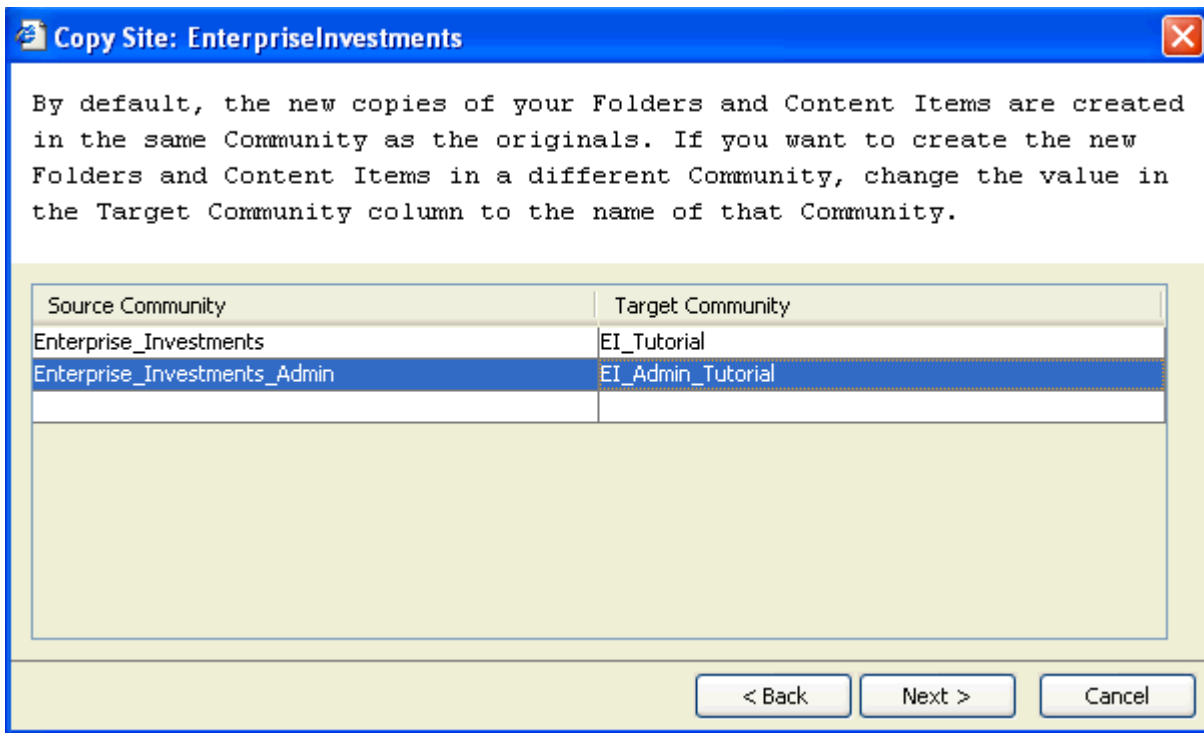 Copy Site: EnterpriseInvestments
By default, the new copies of your Folders and Content Items are created
in the same Community as the originals. If you want to create the new
Folders and Content Items in a different Community, change the value in
the Target Community column to the name of that Community.
Source Community Target Community
Enterprise_Investments EI_Tutorial
Enterprise_Investments_Admin EI_Admin_Tutorial
< Back Next > Cancel